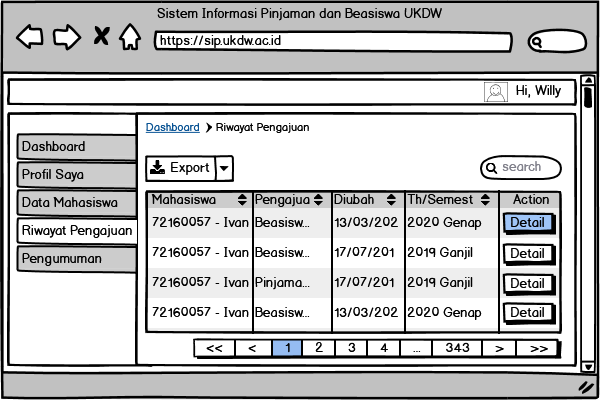 Sistem Informasi Pinjaman dan Beasiswa UKDW
https://sip.ukdw.ac.id
Hi, Willy
Dashboard
Profil Saya
Data Mahasiswa
Riwayat Pengajuan
Pengumuman
Dashboard Riwayat Pengajuan
Export search
Mahasiswa Pengajua Diubah Th/Semest Action
72160057 - Ivan Beasisw... 13/03/202 2020 Genap Detail
72160057 - Ivan Beasisw... 17/07/201 2019 Ganjil Detail
72160057 - Ivan Pinjama... 17/07/201 2019 Ganjil Detail
72160057 - Ivan Beasisw... 13/03/202 2020 Genap Detail
<< < 1 2 3 4 ... 343 > >>